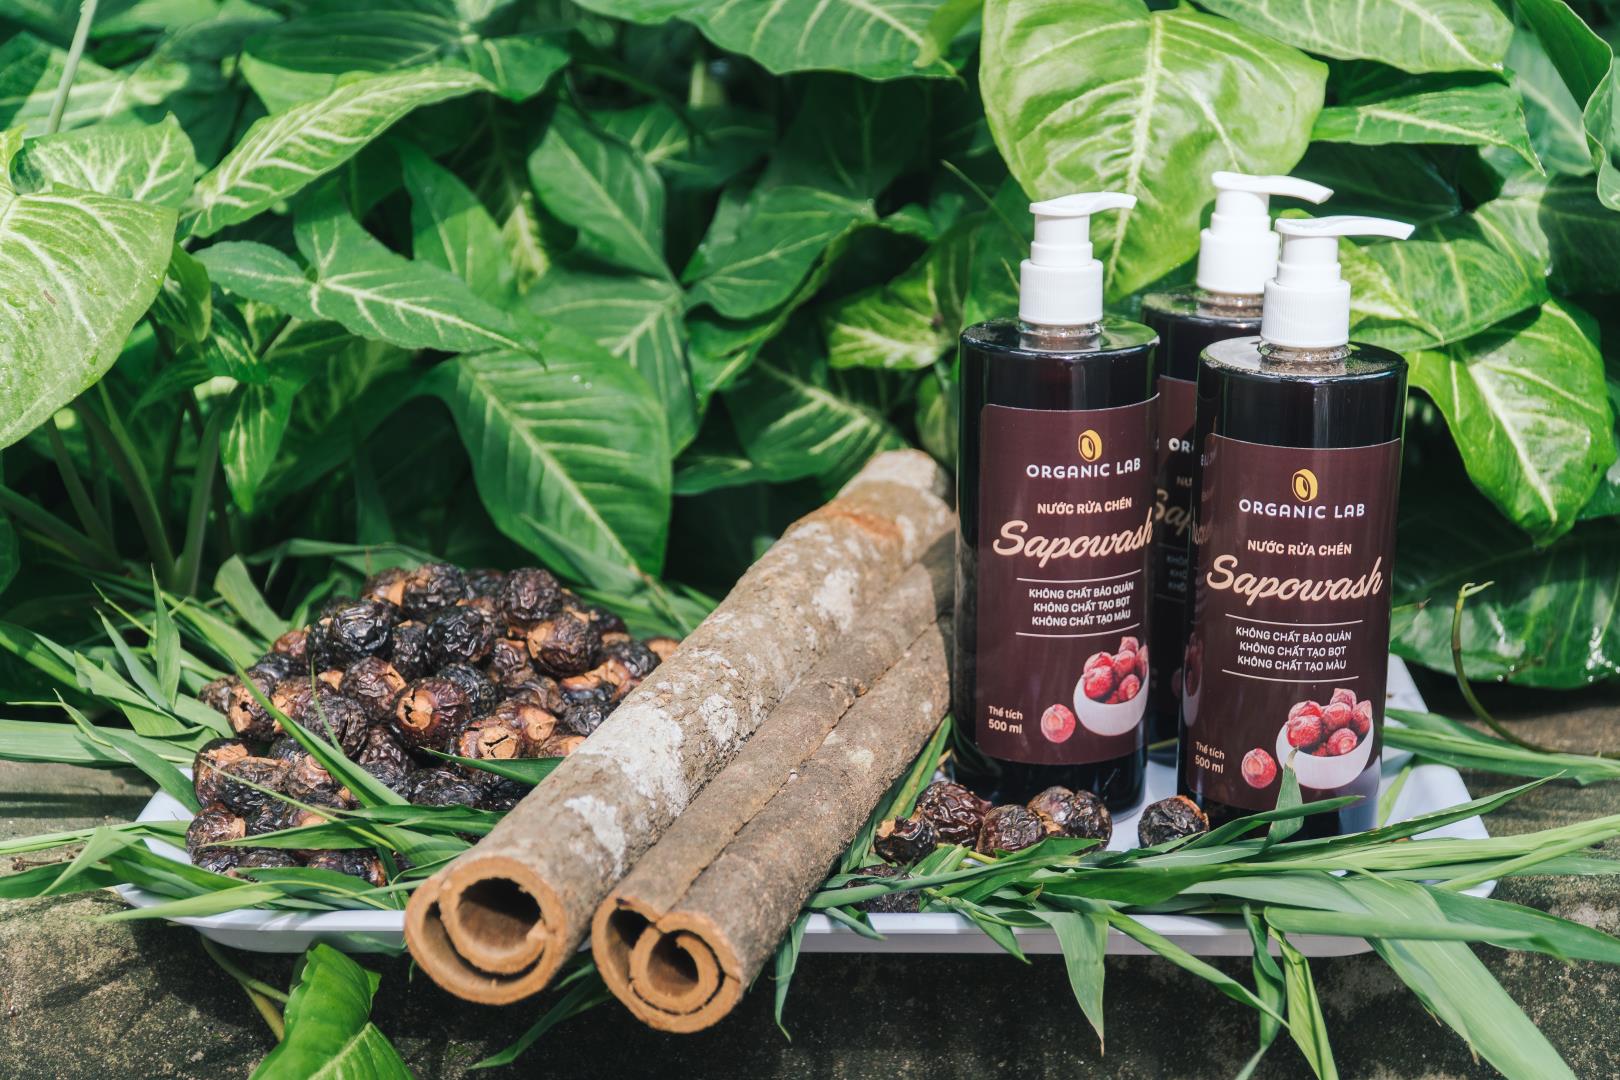 ORGANIC LAB
NƯỚC RỬA CHÉN
Sapowash
KHÔNG CHẤT BẢO QUẢN
KHÔNG CHẤT TẠO BỌT
KHÔNG CHẤT TẠO MÀU
Thể tích
500 ml
ORGANIC LAB
NƯỚC RỬA CHÉN
Sapowash
KHÔNG CHẤT BẢO QUẢN
KHÔNG CHẤT TẠO BỌT
KHÔNG CHẤT TẠO MÀU
Thể tích
500 ml